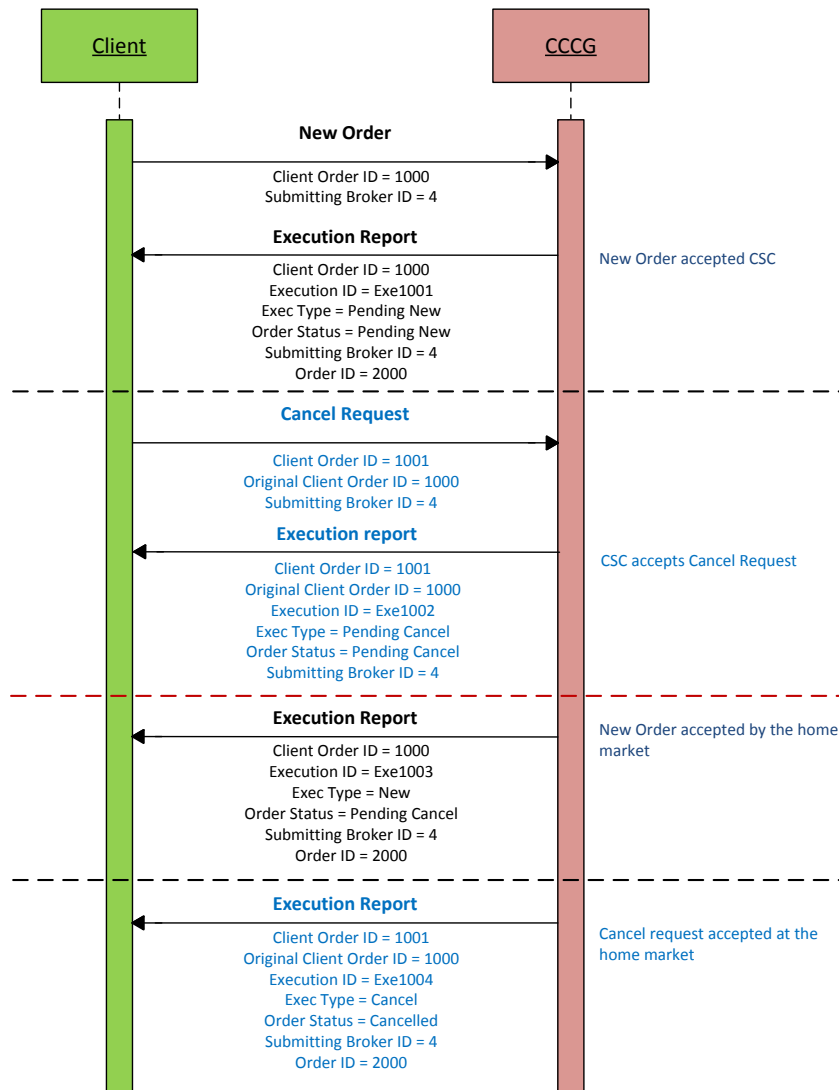 Client
CCCG
New Order
Client Order ID = 1000
Submitting Broker ID = 4
Execution Report
New Order accepted CSC
Client Order ID = 1000
Execution ID = Exe1001
Exec Type = Pending New
Order Status = Pending New
Submitting Broker ID = 4
Order ID = 2000
Cancel Request
Client Order ID = 1001
Original Client Order ID = 1000
Submitting Broker ID = 4
Execution report
CSC accepts Cancel Request
Client Order ID = 1001
Original Client Order ID = 1000
Execution ID = Exe1002
Exec Type = Pending Cancel
Order Status = Pending Cancel
Submitting Broker ID = 4
Execution Report
New Order accepted by the home
market
Client Order ID = 1000
Execution ID = Exe1003
Exec Type = New
Order Status = Pending Cancel
Submitting Broker ID = 4
Order ID = 2000
Execution Report
Cancel request accepted at the
home market
Client Order ID = 1001
Original Client Order ID = 1000
Execution ID = Exe1004
Exec Type = Cancel
Order Status = Cancelled
Submitting Broker ID = 4
Order ID = 2000